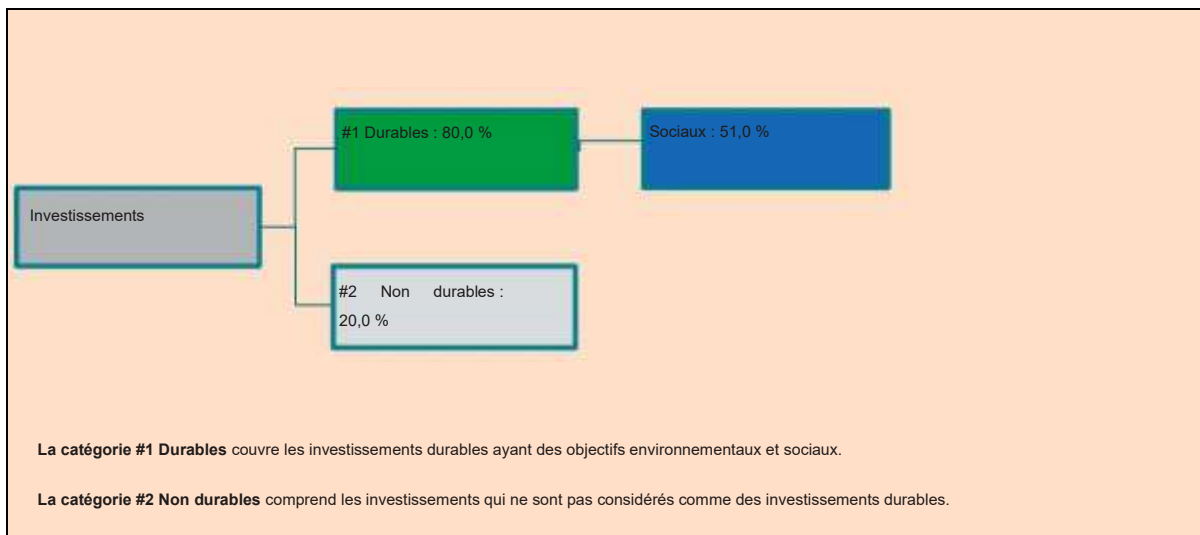 #1 Durables : 80,0 %
Sociaux : 51,0 %
Investissements
#2 Non durables :
20,0 %
La catégorie #1 Durables couvre les investissements durables ayant des objectifs environnementaux et sociaux.
La catégorie #2 Non durables comprend les investissements qui ne sont pas considérés comme des investissements durables.